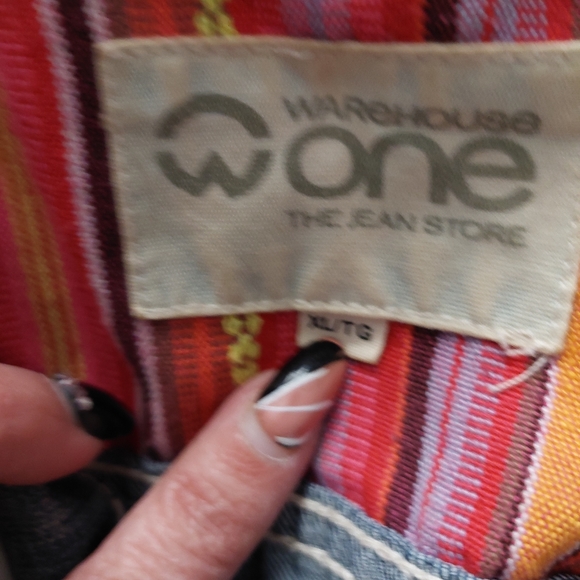 WAREHOUSE
one
THE JEAN STORE
XL/TG